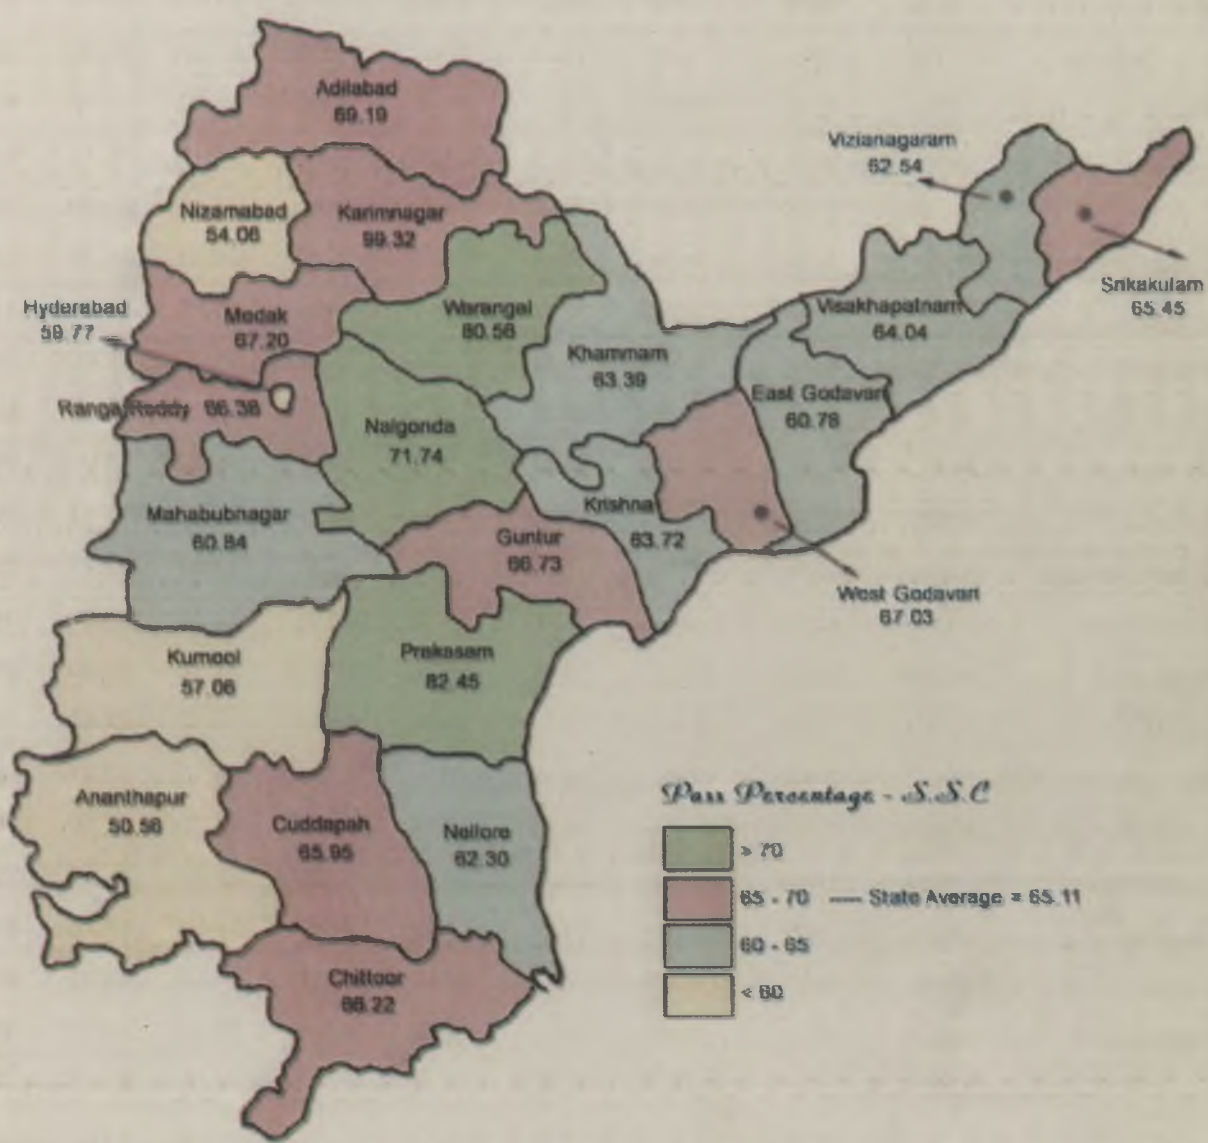 Adilabad
69.19
Vizianagaram
62.54
Nizamabad
54.06
Karimnagar
99.32
Srikakulam
65.45
Hyderabad
59.77
Medak
67.20
Warangal
80.56
Visakhapatnam
64.04
Khammam
63.39
East Godavari
60.78
Ranga Reddy 66.38
Nalgonda
71.74
Mahabubnagar
60.84
Krishna
63.72
Guntur
66.73
West Godavari
67.03
Kurnool
57.06
Prakasam
82.45
Ananthapur
50.56
Cuddapah
65.95
Nellore
62.30
Chittoor
66.22
Pass Percentage - S.S.C
> 70
65 - 70 — State Average = 65.11
60 - 65
< 60